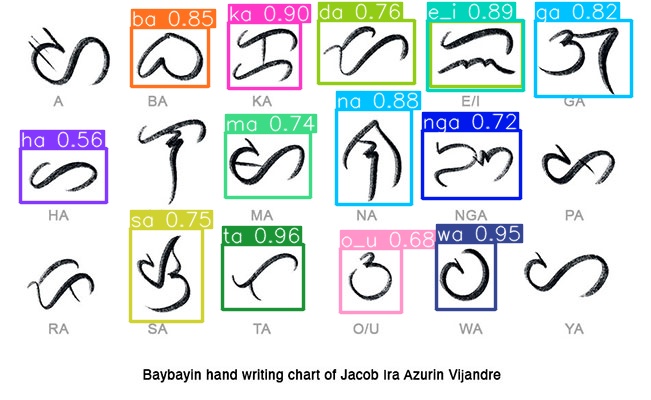 ba 0.85 ka 0.90 da 0.76 e_i 0.89 ga 0.82
ᜀ ᜊ ᜃ ᜇ ᜁ ᜄ
A BA KA E/I GA
ha 0.56 ma 0.74 na 0.88 nga 0.72
ᜑ ᜎ ᜋ ᜈ ᜅ ᜉ
HA MA NA NGA PA
sa 0.75 ta 0.96 o_u 0.68 wa 0.95
ᜍ ᜐ ᜆ ᜂ ᜏ ᜌ
RA SA TA O/U WA YA
Baybayin hand writing chart of Jacob Ira Azurin Vijandre